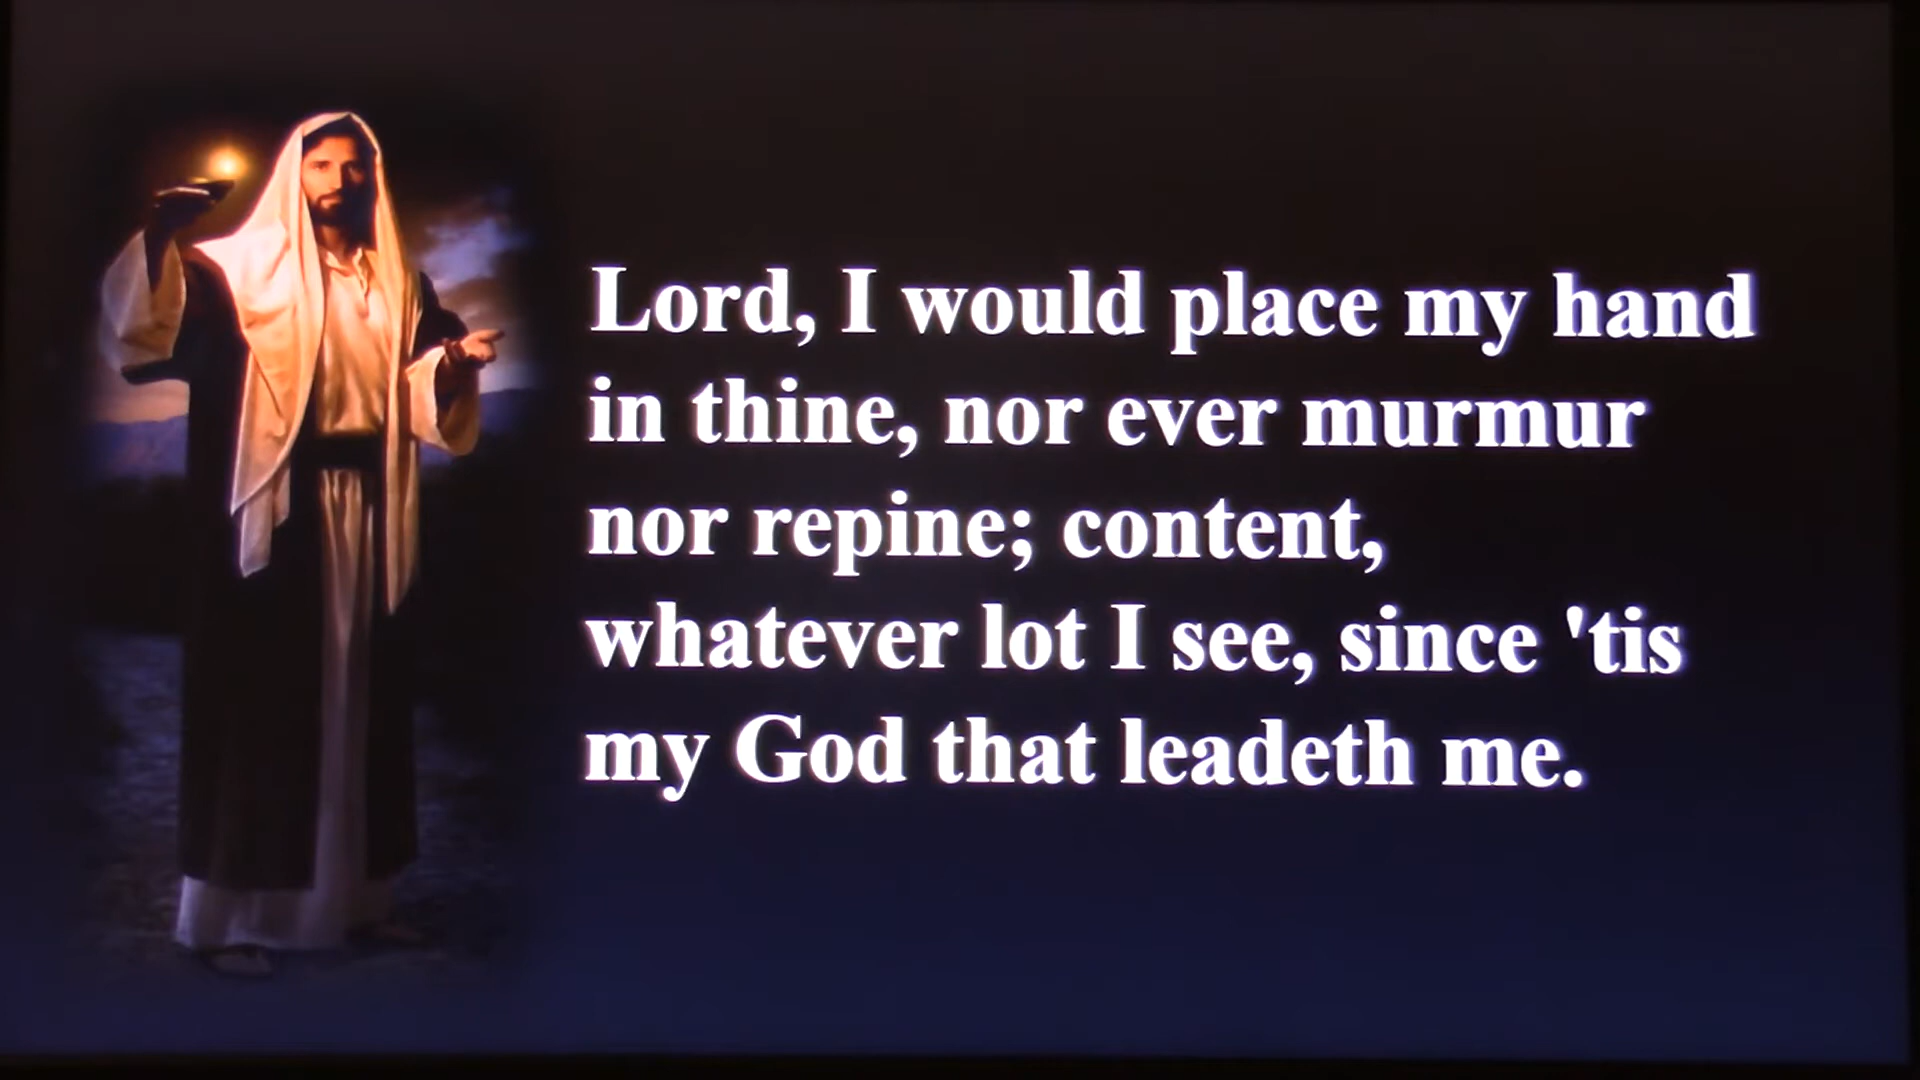 Lord, I would place my hand
in thine, nor ever murmur
nor repine; content,
whatever lot I see, since 'tis
my God that leadeth me.